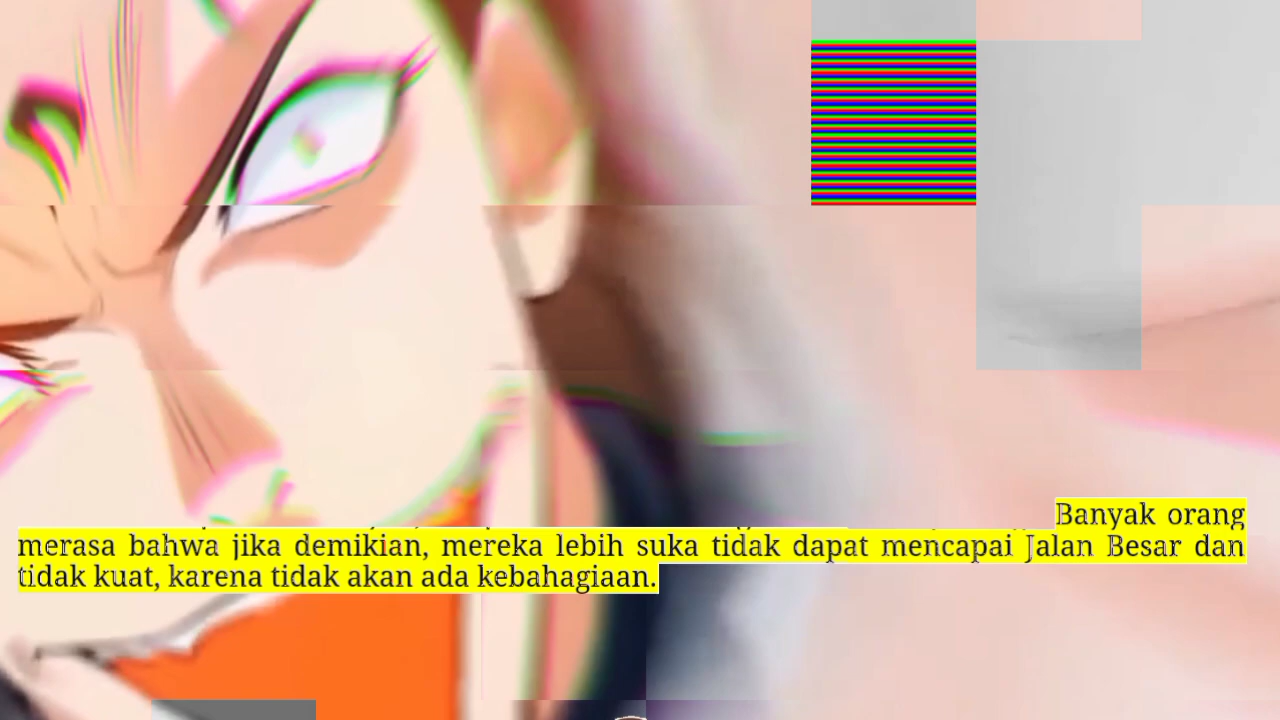 Banyak orang
merasa bahwa jika demikian, mereka lebih suka tidak dapat mencapai Jalan Besar dan
tidak kuat, karena tidak akan ada kebahagiaan.